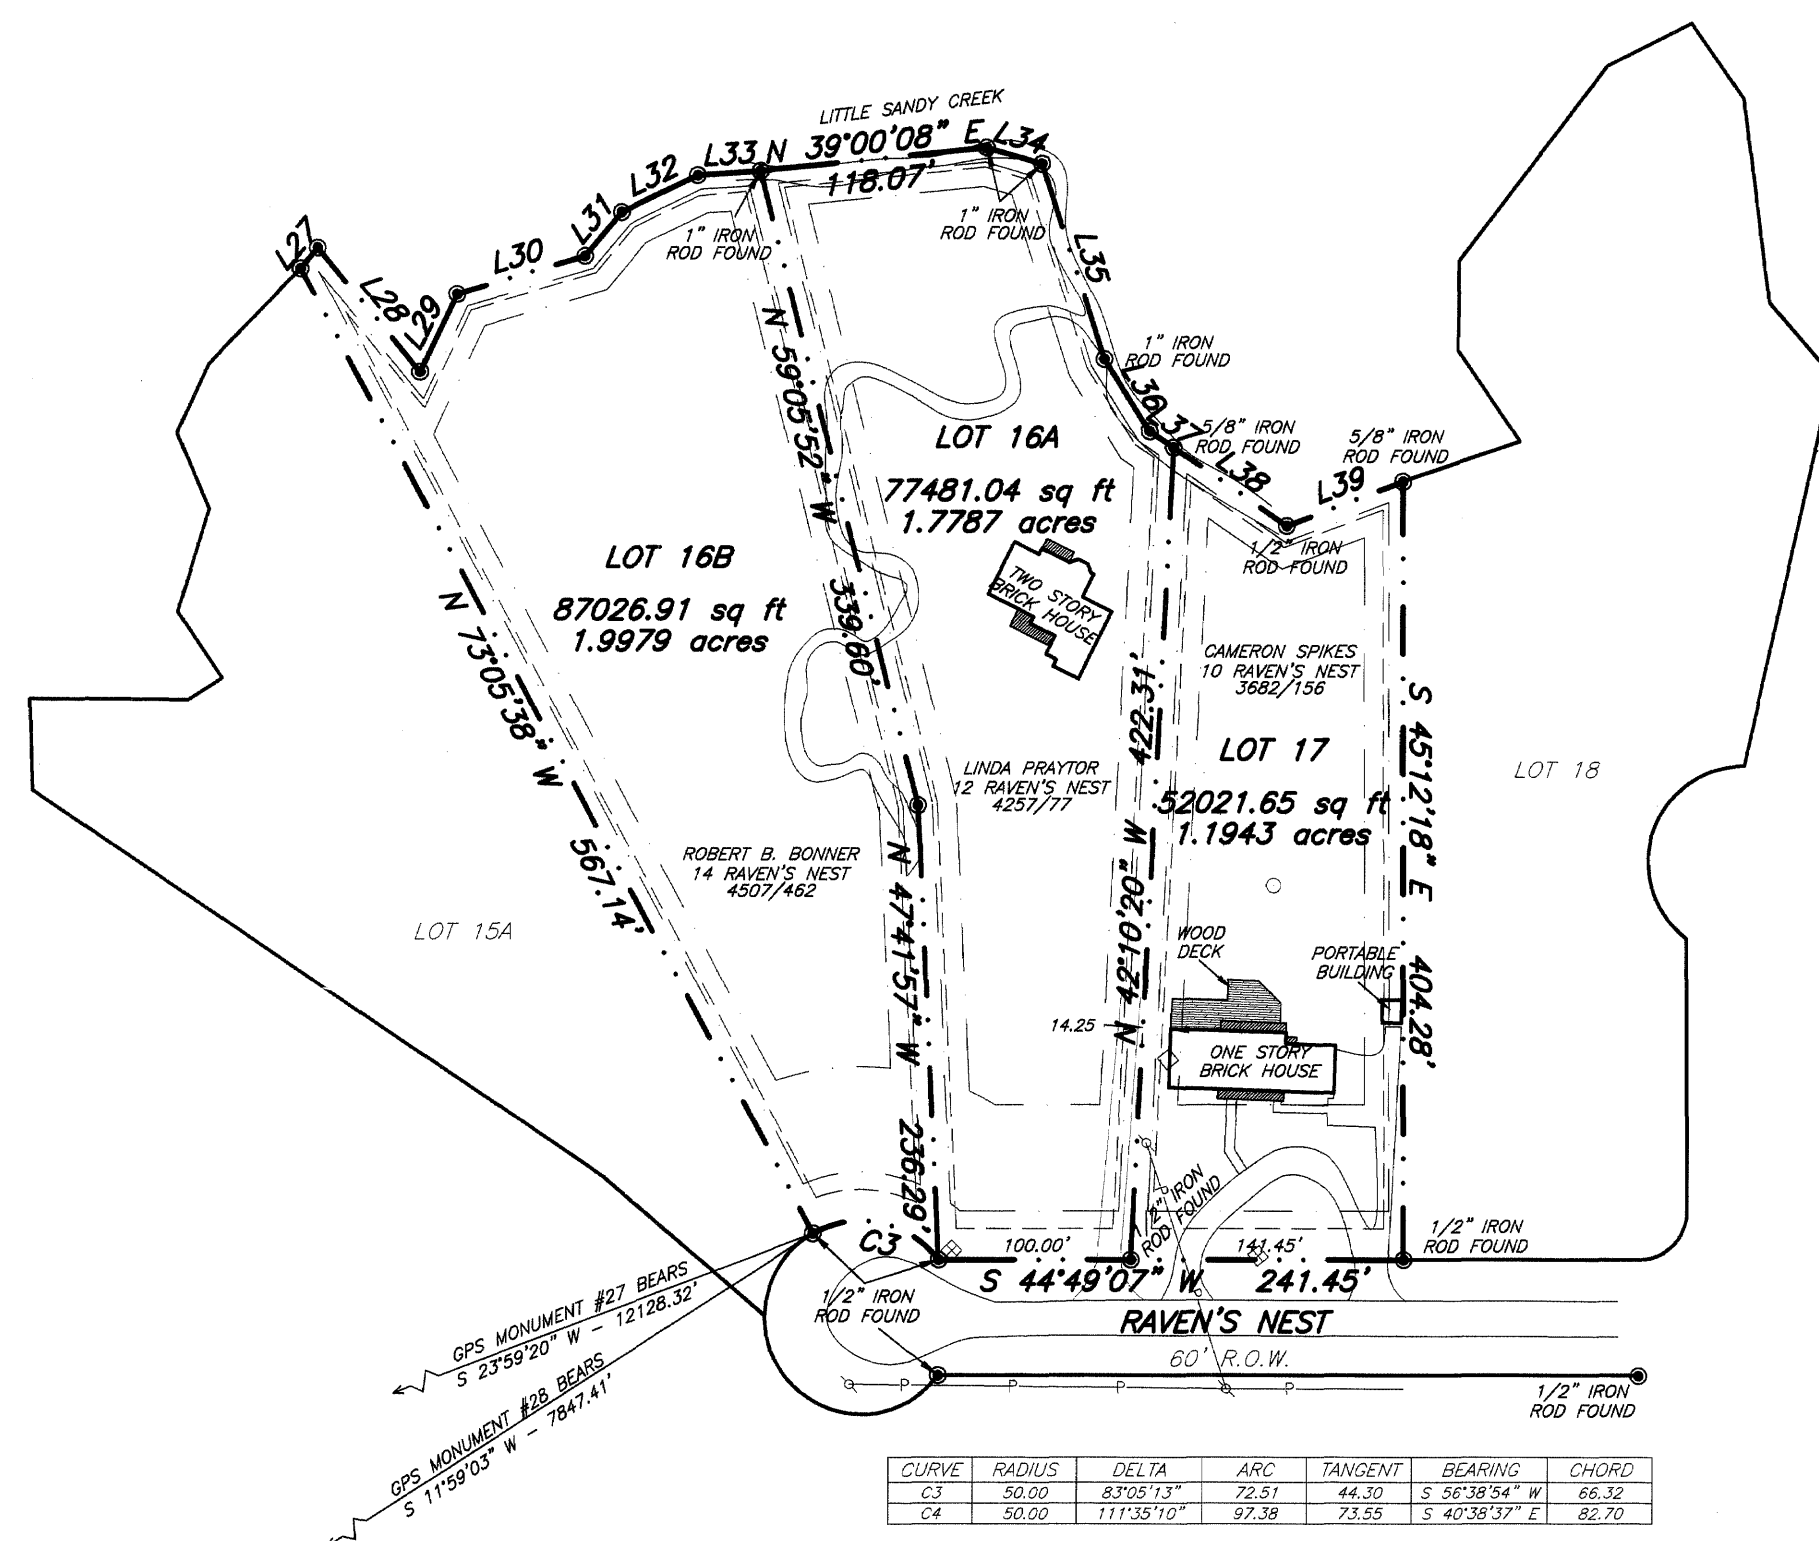 LITTLE SANDY CREEK
N 39°00'08" E
118.07'
L27
L28
L29
L30
L31
L32
L33
L34
L35
L36
L37
L38
L39
1" IRON
ROD FOUND
1" IRON
ROD FOUND
1" IRON
ROD FOUND
5/8" IRON
ROD FOUND
5/8" IRON
ROD FOUND
1/2" IRON
ROD FOUND
N 59°05'52" W
339.60'
LOT 16A
77481.04 sq ft
1.7787 acres
TWO STORY
BRICK HOUSE
LOT 16B
87026.91 sq ft
1.9979 acres
N 73°05'38" W
567.14'
CAMERON SPIKES
10 RAVEN'S NEST
3682/156
422.31'
N 42°10'20" W
LOT 17
52021.65 sq ft
1.1943 acres
S 45°12'18" E
404.28'
LOT 18
LINDA PRAYTOR
12 RAVEN'S NEST
4257/77
ROBERT B. BONNER
14 RAVEN'S NEST
4507/462
LOT 15A
N 47°41'57" W
236.29'
WOOD
DECK
PORTABLE
BUILDING
14.25
ONE STORY
BRICK HOUSE
1/2" IRON
ROD FOUND
1/2" IRON
ROD FOUND
C3
100.00'
141.45'
S 44°49'07" W
241.45'
1/2" IRON
ROD FOUND
RAVEN'S NEST
60' R.O.W.
P
P
P
P
P
P
1/2" IRON
ROD FOUND
GPS MONUMENT #27 BEARS
S 23°59'20" W - 12128.32'
GPS MONUMENT #28 BEARS
S 11°59'03" W - 7847.41'
CURVE RADIUS DELTA ARC TANGENT BEARING CHORD
C3 50.00 83°05'13" 72.51 44.30 S 56°38'54" W 66.32
C4 50.00 111°35'10" 97.38 73.55 S 40°38'37" E 82.70